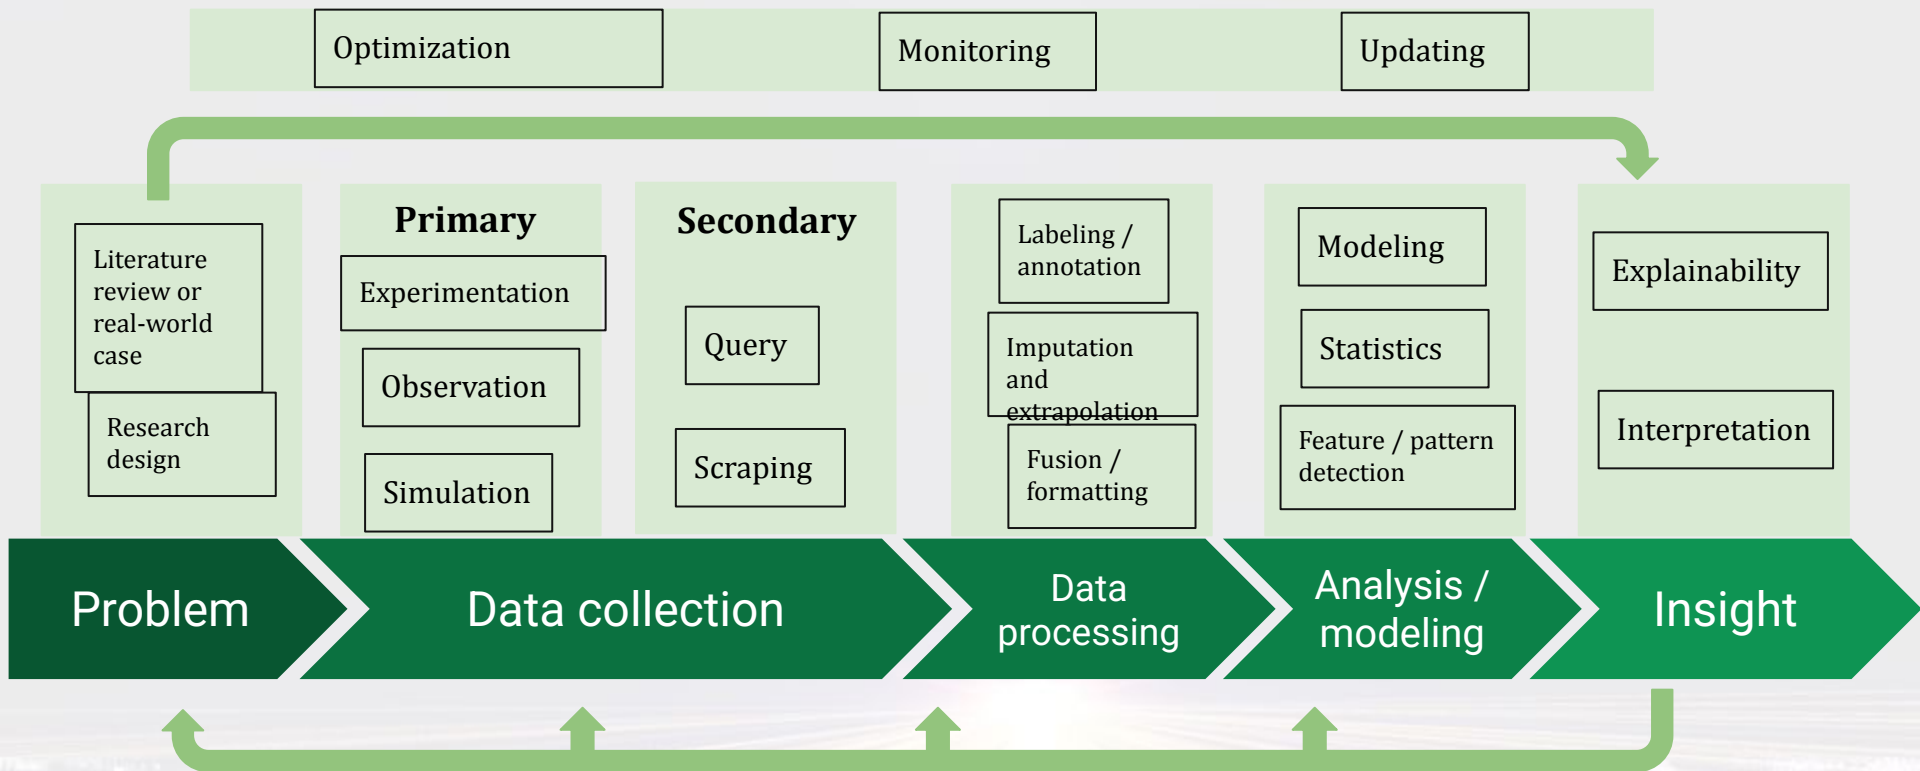 Optimization
Monitoring
Updating
Literature
review or
real-world
case
Research
design
Primary
Experimentation
Observation
Simulation
Secondary
Query
Scraping
Labeling /
annotation
Imputation
and
extrapolation
Fusion /
formatting
Modeling
Statistics
Feature / pattern
detection
Explainability
Interpretation
Problem
Data collection
Data
processing
Analysis /
modeling
Insight